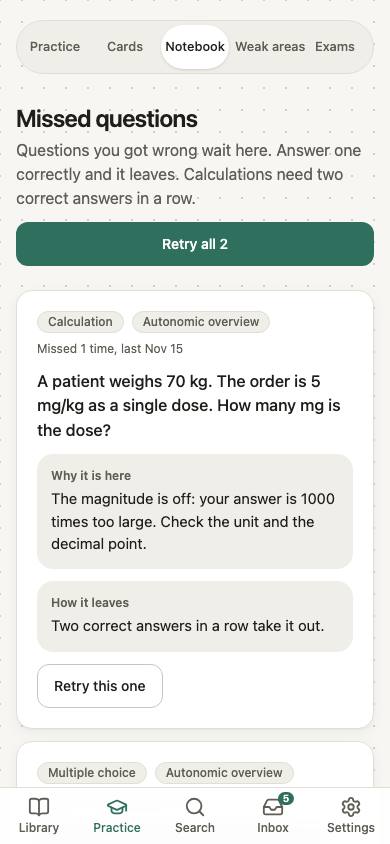 Practice
Cards
Notebook
Weak areas
Exams
Missed questions
Questions you got wrong wait here. Answer one
correctly and it leaves. Calculations need two
correct answers in a row.
Retry all 2
Calculation
Autonomic overview
Missed 1 time, last Nov 15
A patient weighs 70 kg. The order is 5
mg/kg as a single dose. How many mg is
the dose?
Why it is here
The magnitude is off: your answer is 1000
times too large. Check the unit and the
decimal point.
How it leaves
Two correct answers in a row take it out.
Retry this one
Multiple choice
Autonomic overview
5
Library
Practice
Search
Inbox
Settings